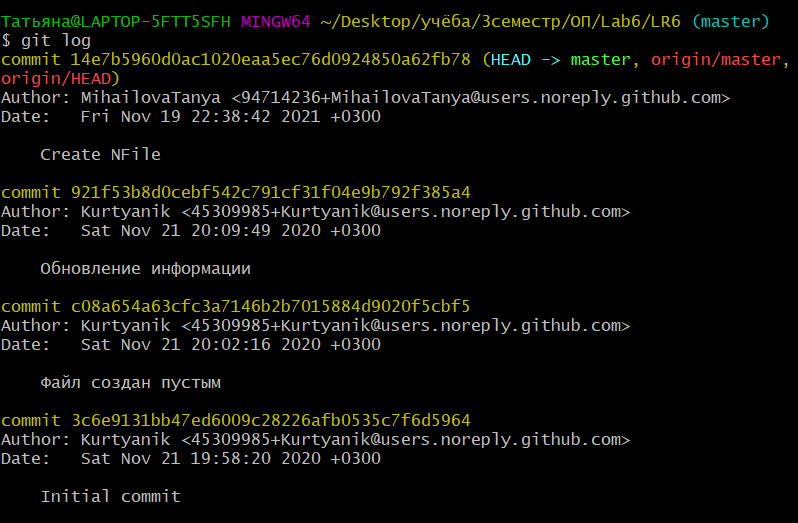 Татьяна@LAPTOP-5FTT5SFH MINGW64 ~/Desktop/учёба/3семестр/ОП/Lab6/LR6 (master)
$ git log
commit 14e7b5960d0ac1020eaa5ec76d0924850a62fb78 (HEAD -> master, origin/master,
origin/HEAD)
Author: MihailovaTanya <94714236+MihailovaTanya@users.noreply.github.com>
Date:   Fri Nov 19 22:38:42 2021 +0300
Create NFile
commit 921f53b8d0cebf542c791cf31f04e9b792f385a4
Author: Kurtyanik <45309985+Kurtyanik@users.noreply.github.com>
Date:   Sat Nov 21 20:09:49 2020 +0300
Обновление информации
commit c08a654a63cfc3a7146b2b7015884d9020f5cbf5
Author: Kurtyanik <45309985+Kurtyanik@users.noreply.github.com>
Date:   Sat Nov 21 20:02:16 2020 +0300
Файл создан пустым
commit 3c6e9131bb47ed6009c28226afb0535c7f6d5964
Author: Kurtyanik <45309985+Kurtyanik@users.noreply.github.com>
Date:   Sat Nov 21 19:58:20 2020 +0300
Initial commit